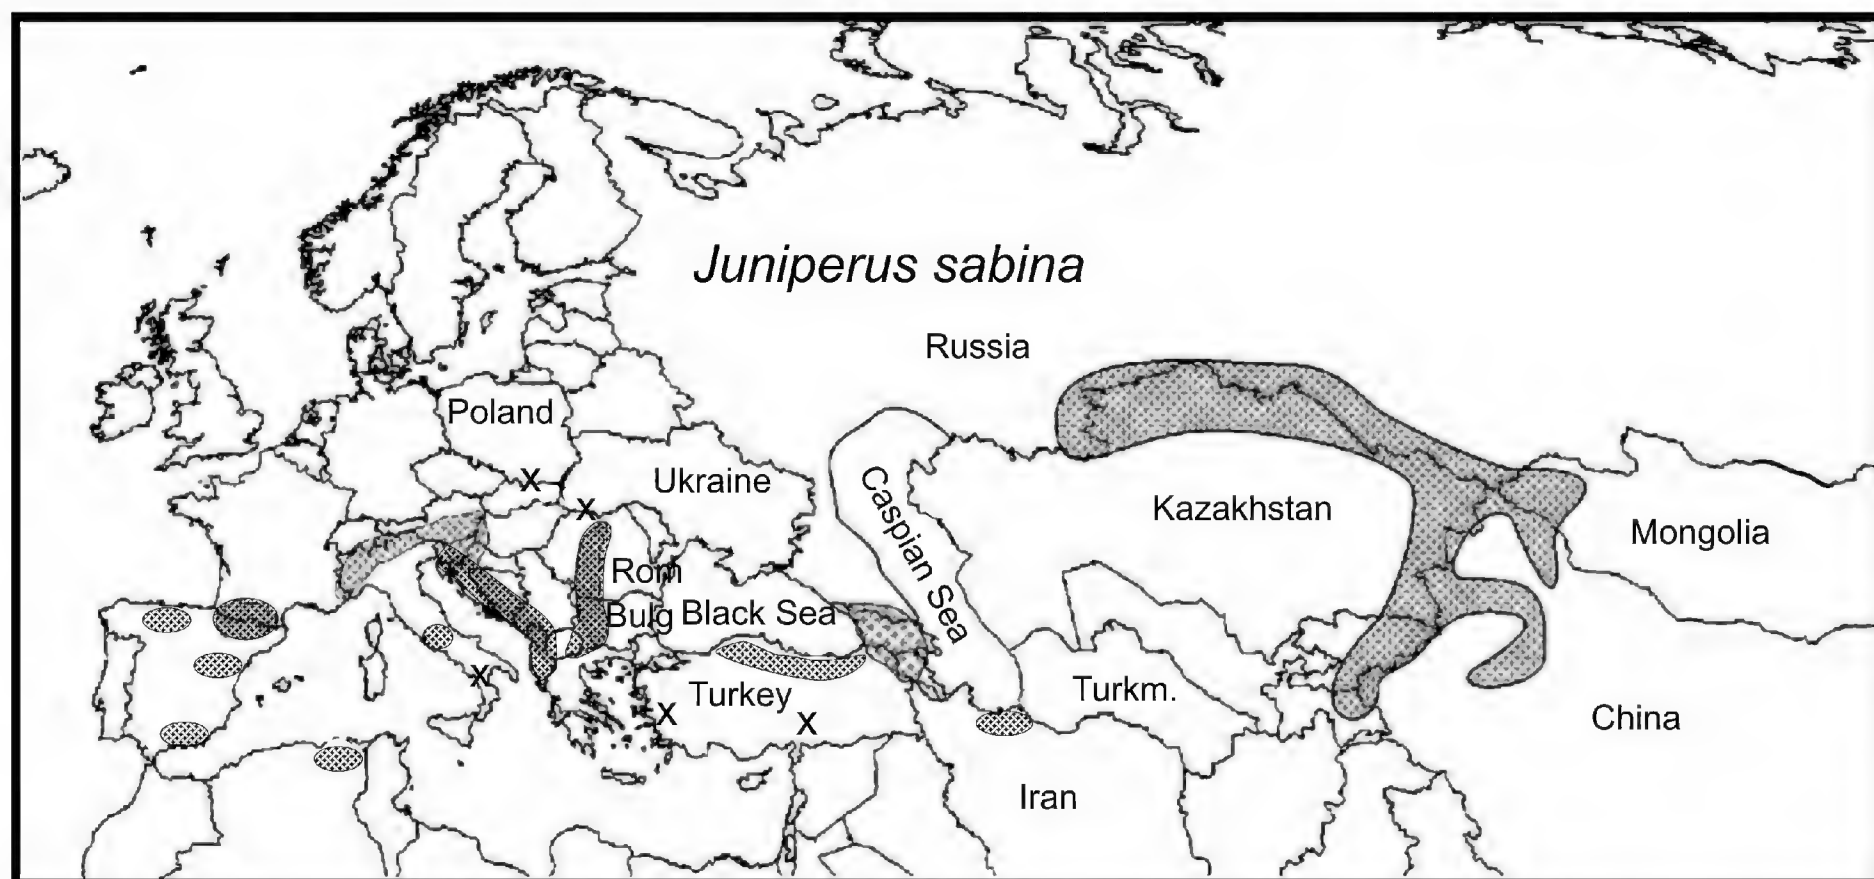 Juniperus sabina
Russia
Poland
X
Ukraine
X
Caspian Sea
Kazakhstan
Mongolia
Rom
Bulg
Black Sea
X
Turkey
X
X
Turkm.
China
Iran